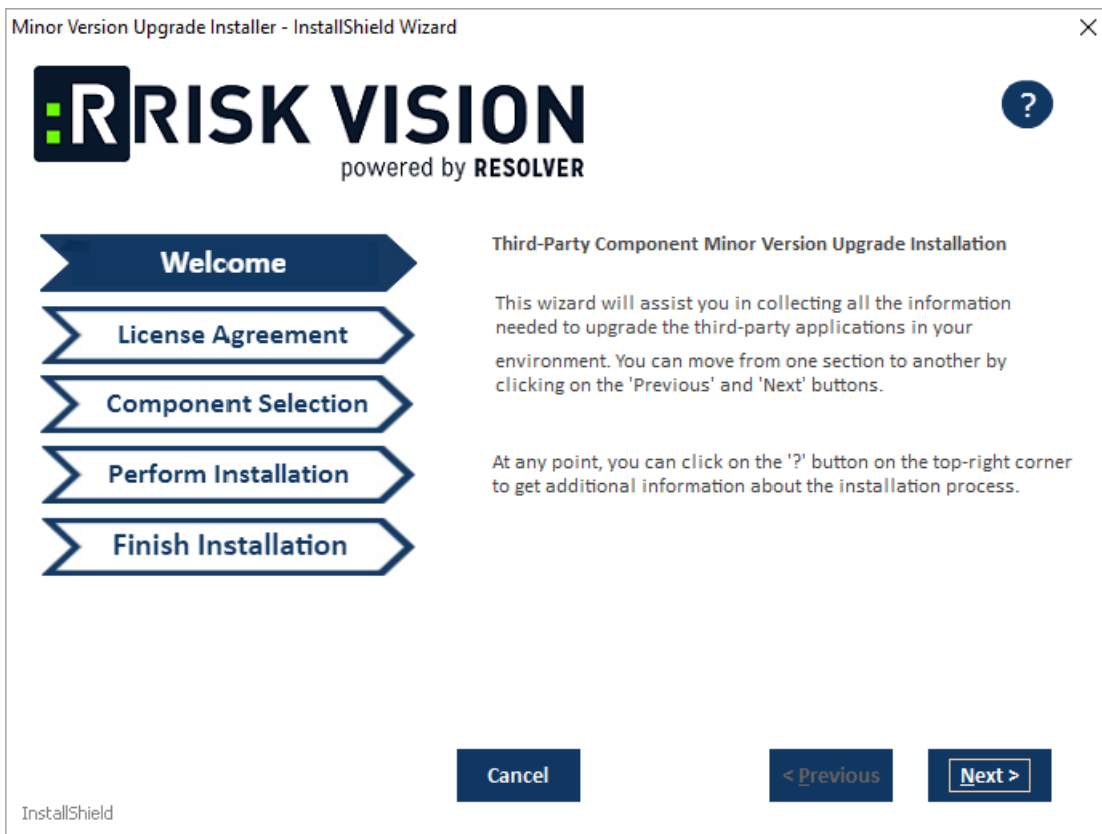 Minor Version Upgrade Installer - InstallShield Wizard
:R RISK VISION
powered by RESOLVER
?
Welcome
License Agreement
Component Selection
Perform Installation
Finish Installation
Third-Party Component Minor Version Upgrade Installation
This wizard will assist you in collecting all the information
needed to upgrade the third-party applications in your
environment. You can move from one section to another by
clicking on the 'Previous' and 'Next' buttons.
At any point, you can click on the '?' button on the top-right corner
to get additional information about the installation process.
Cancel
< Previous
Next >
InstallShield